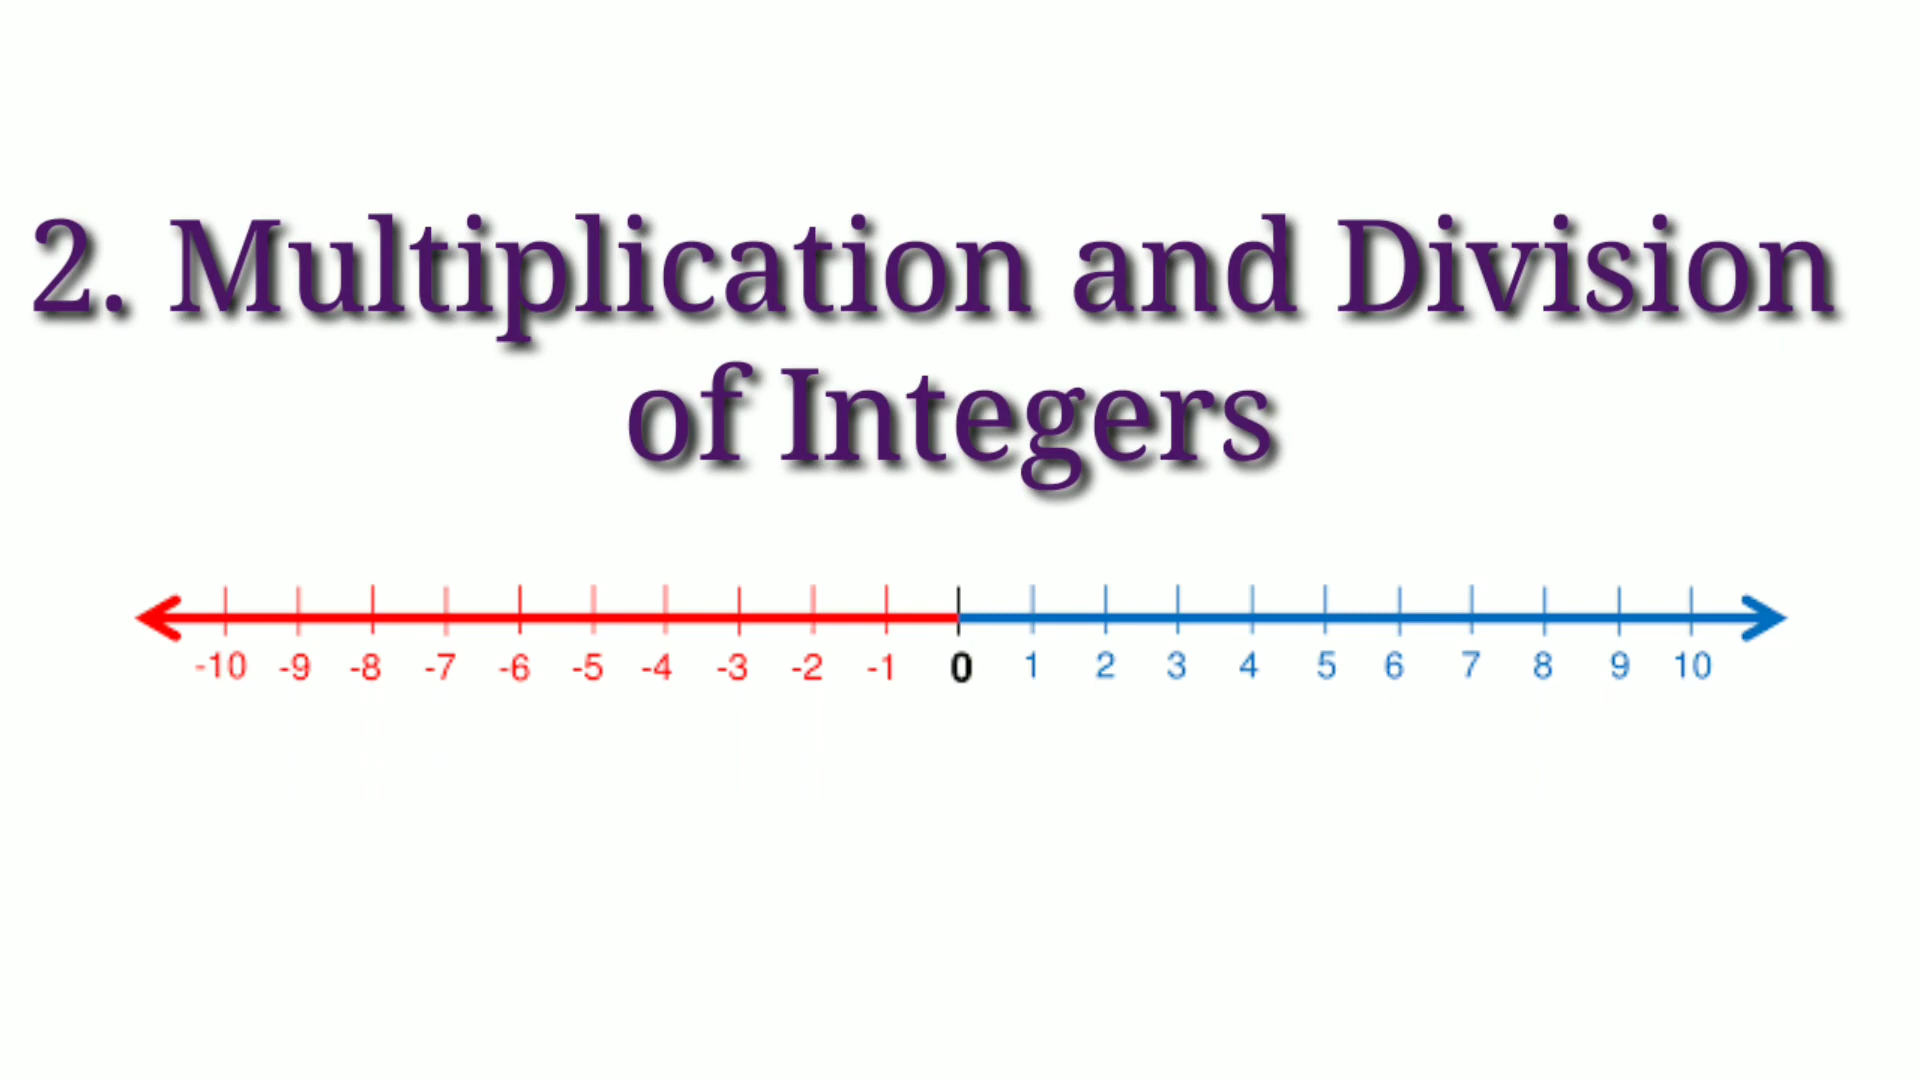 2. Multiplication and Division
of Integers
-10 -9 -8 -7 -6 -5 -4 -3 -2 -1 0 1 2 3 4 5 6 7 8 9 10